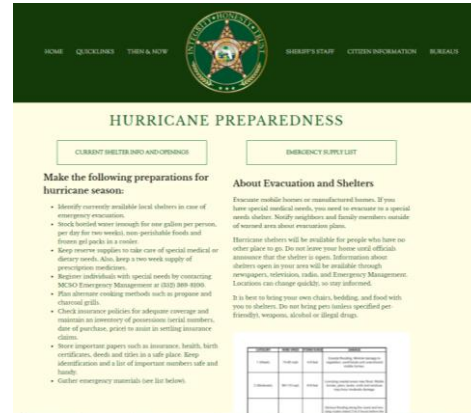 INTEGRITY • HONESTY • TRUST
HOME QUICKLINKS THEN & NOW SHERIFF'S STAFF CITIZEN INFORMATION BUREAUS
HURRICANE PREPAREDNESS
CURRENT SHELTER INFO AND OPENINGS
EMERGENCY SUPPLY LIST
Make the following preparations for
hurricane season:
Identify currently available local shelters in case of
emergency evacuation.
Stock bottled water (enough for one gallon per person,
per day for two weeks), non-perishable foods and
frozen gel packs in a cooler.
Keep reserve supplies to take care of special medical or
dietary needs. Also, keep a two week supply of
prescription medicines.
Register individuals with special needs by contacting
MCSO Emergency Management at
Plan alternate cooking methods such as propane and
charcoal grills.
Check insurance policies for adequate coverage and
maintain an inventory of possessions (serial numbers,
date of purchase, price) to assist in settling insurance
claims.
Store important papers such as insurance, health, birth
certificates, deeds and titles in a safe place. Keep
identification and a list of important numbers safe and
handy.
Gather emergency materials (see list below).
About Evacuation and Shelters
Evacuate mobile homes or manufactured homes. If you
have special medical needs, you need to evacuate to a special
needs shelter. Notify neighbors and family members outside
of warned area about evacuation plans.
Hurricane shelters will be available for people who have no
other place to go. Do not leave your home until officials
announce that the shelter is open. Information about
shelters open in your area will be available through
newspapers, television, radio, and Emergency Management.
Locations can change quickly, so stay informed.
It is best to bring your own chairs, bedding, and food with
you to shelters. Do not bring pets (unless specified pet-
friendly), weapons, alcohol or illegal drugs.